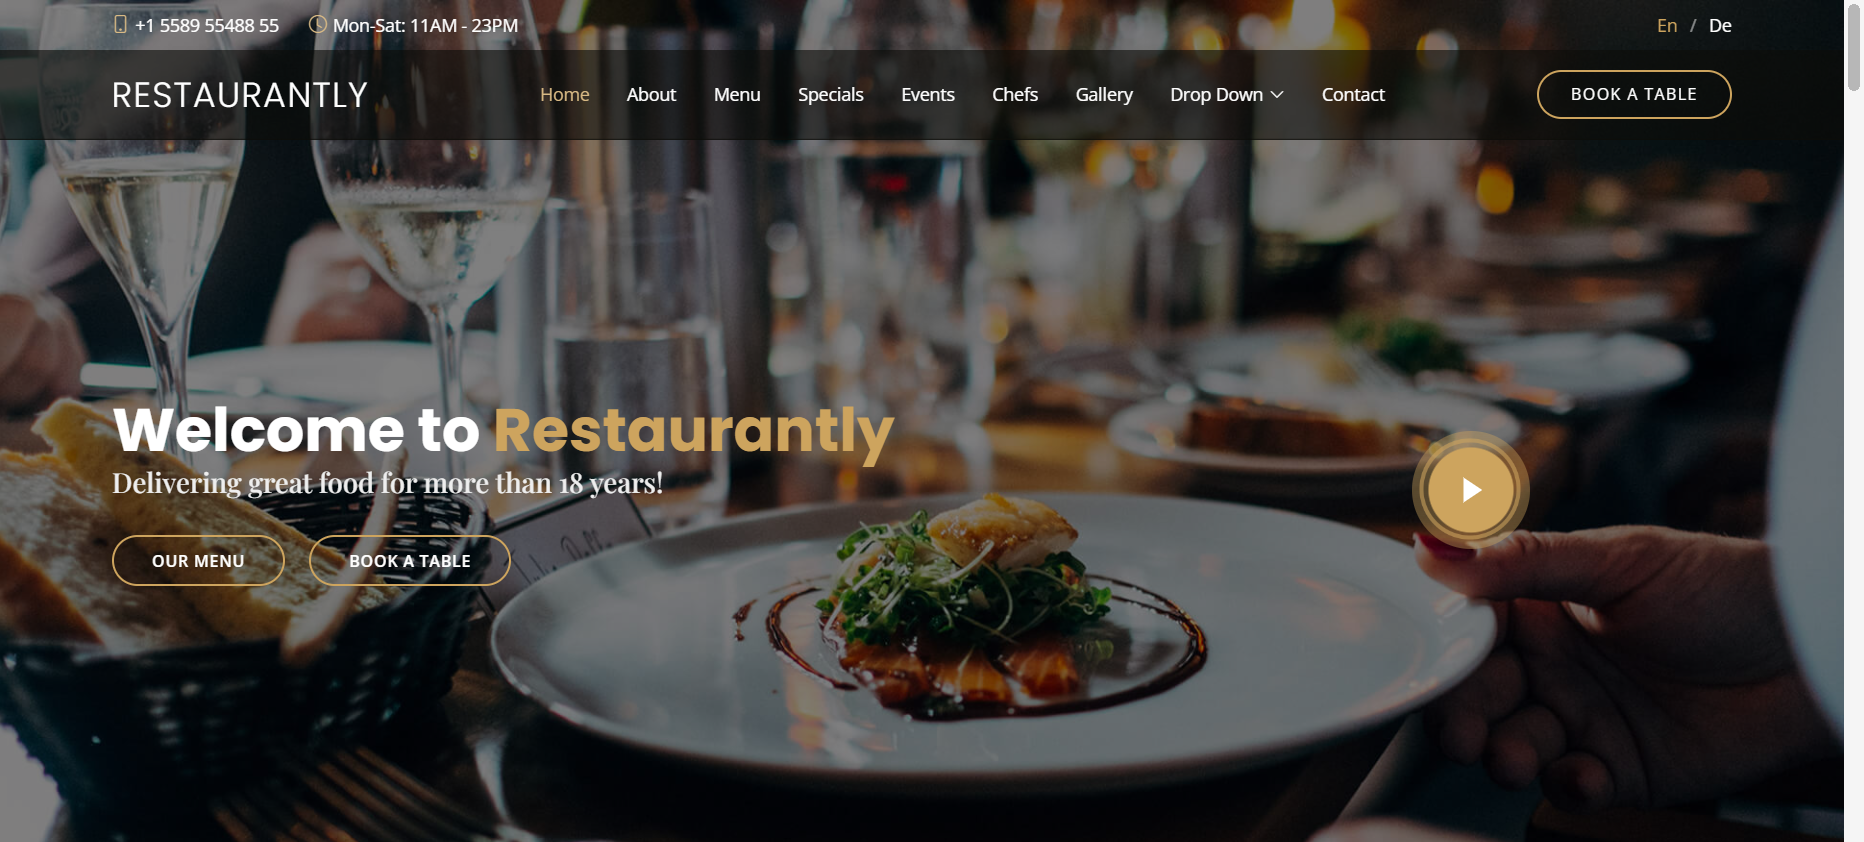 +1 5589 55488 55 Mon-Sat: 11AM - 23PM En / De
RESTAURANTLY Home About Menu Specials Events Chefs Gallery Drop Down Contact BOOK A TABLE
Welcome to Restaurantly
Delivering great food for more than 18 years!
OUR MENU BOOK A TABLE